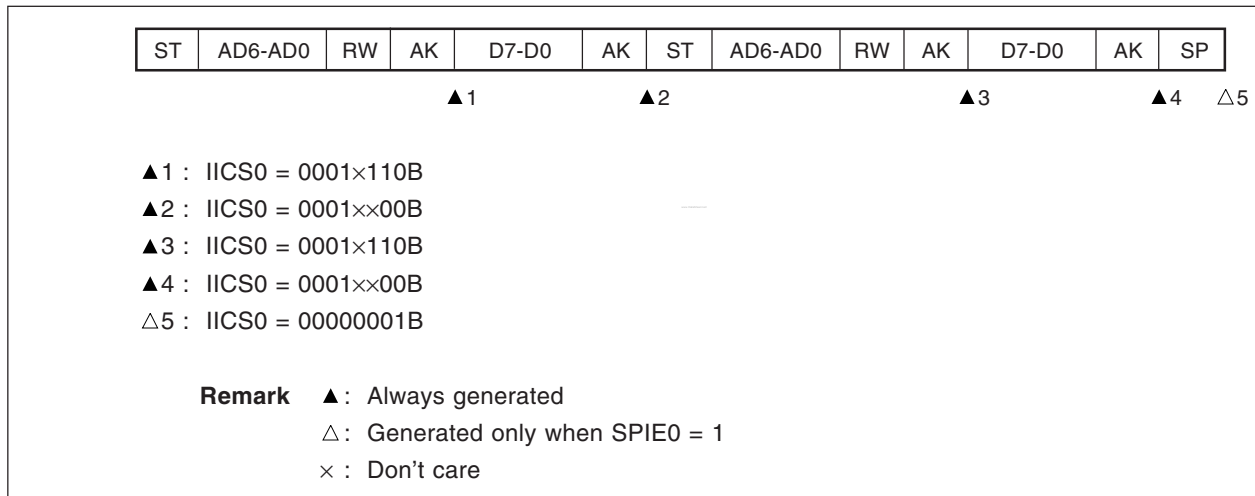 ST AD6-AD0 RW AK D7-D0 AK ST AD6-AD0 RW AK D7-D0 AK SP
▲1 ▲2 ▲3 ▲4 △5
▲1 : IICS0 = 0001×110B
▲2 : IICS0 = 0001××00B
▲3 : IICS0 = 0001×110B
▲4 : IICS0 = 0001××00B
△5 : IICS0 = 00000001B
Remark ▲ : Always generated
△ : Generated only when SPIE0 = 1
× : Don't care